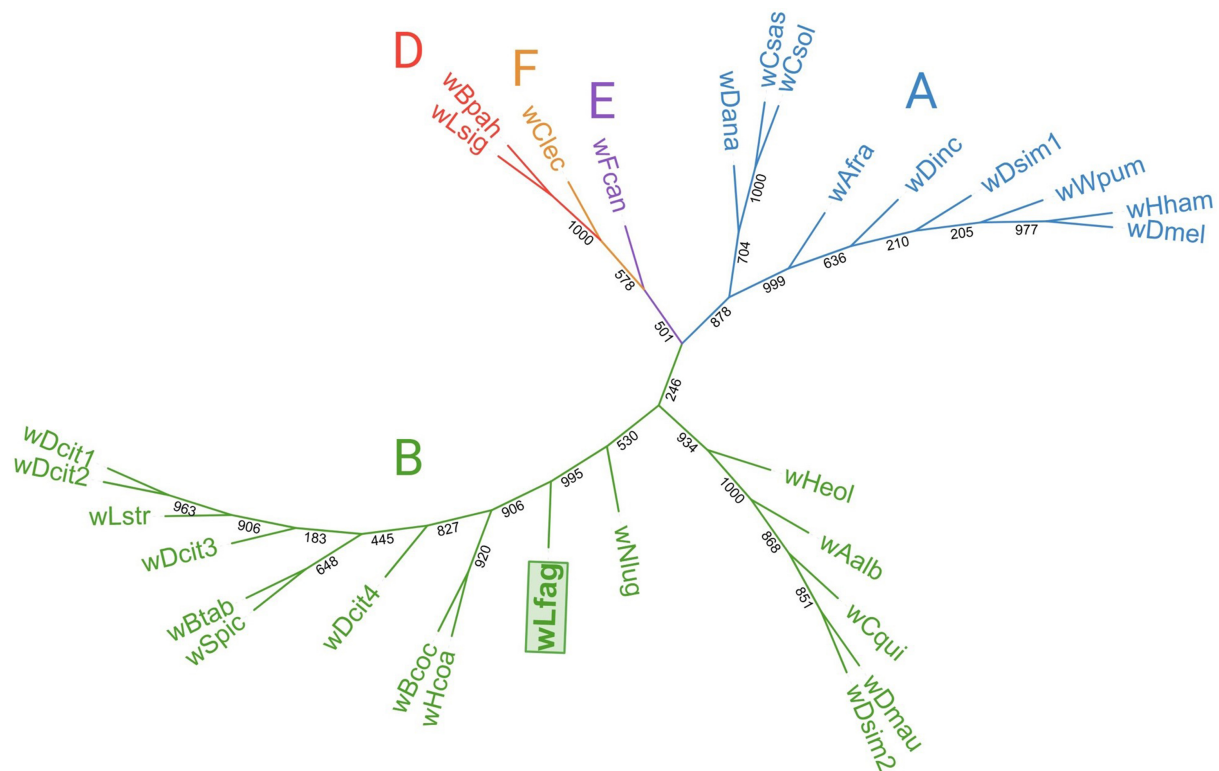 D
F
E
A
wBpah
wLsig
wClec
wFcan
wDana
wCsas
wCsol
wAfra
wDinc
wDsim1
wWpum
wHham
wDmel
1000
578
501
704
1000
878
999
636
210
205
977
246
530
934
995
906
827
445
183
906
963
648
920
1000
868
851
B
wDcit1
wDcit2
wLstr
wDcit3
wBtab
wSpic
wDcit4
wBcoc
wHcoa
wLfag
wNlug
wHeol
wAalb
wCqui
wDmau
wDsim2